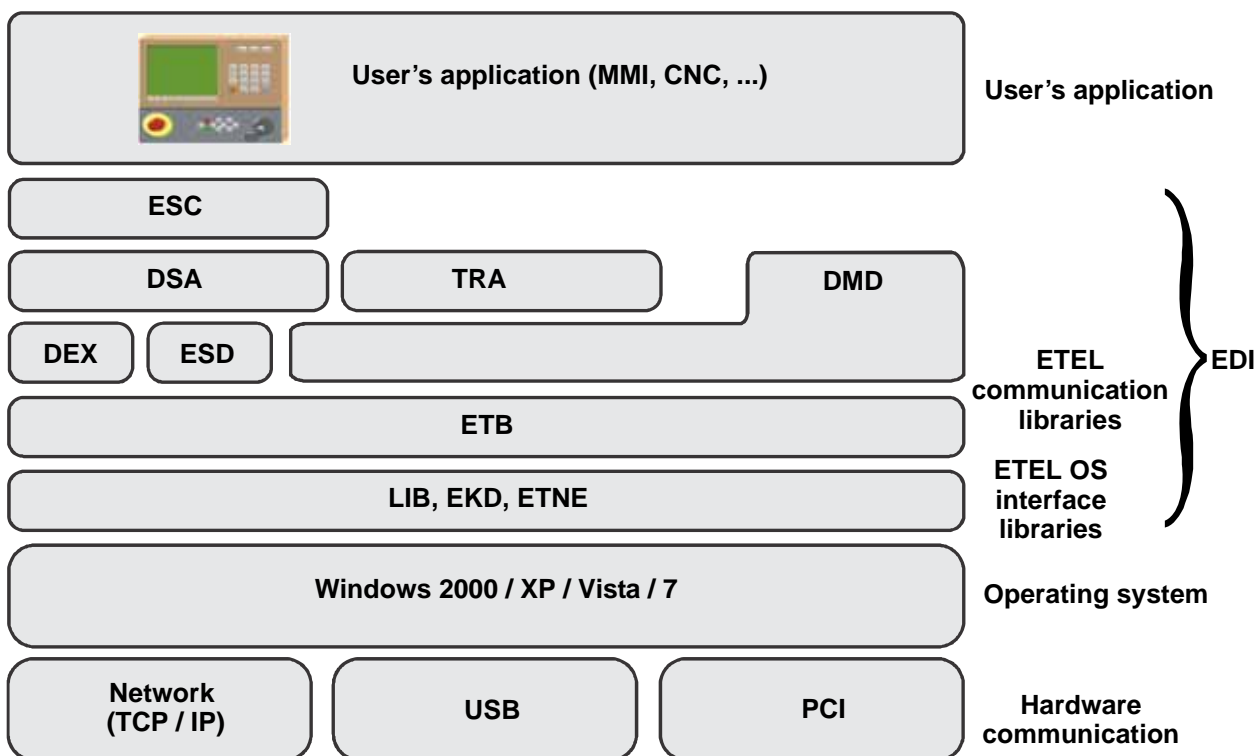 User’s application (MMI, CNC, ...)
User’s application
ESC
DSA
TRA
DMD
DEX
ESD
ETEL
communication
libraries
EDI
ETB
LIB, EKD, ETNE
ETEL OS
interface
libraries
Windows 2000 / XP / Vista / 7
Operating system
Network
(TCP / IP)
USB
PCI
Hardware
communication